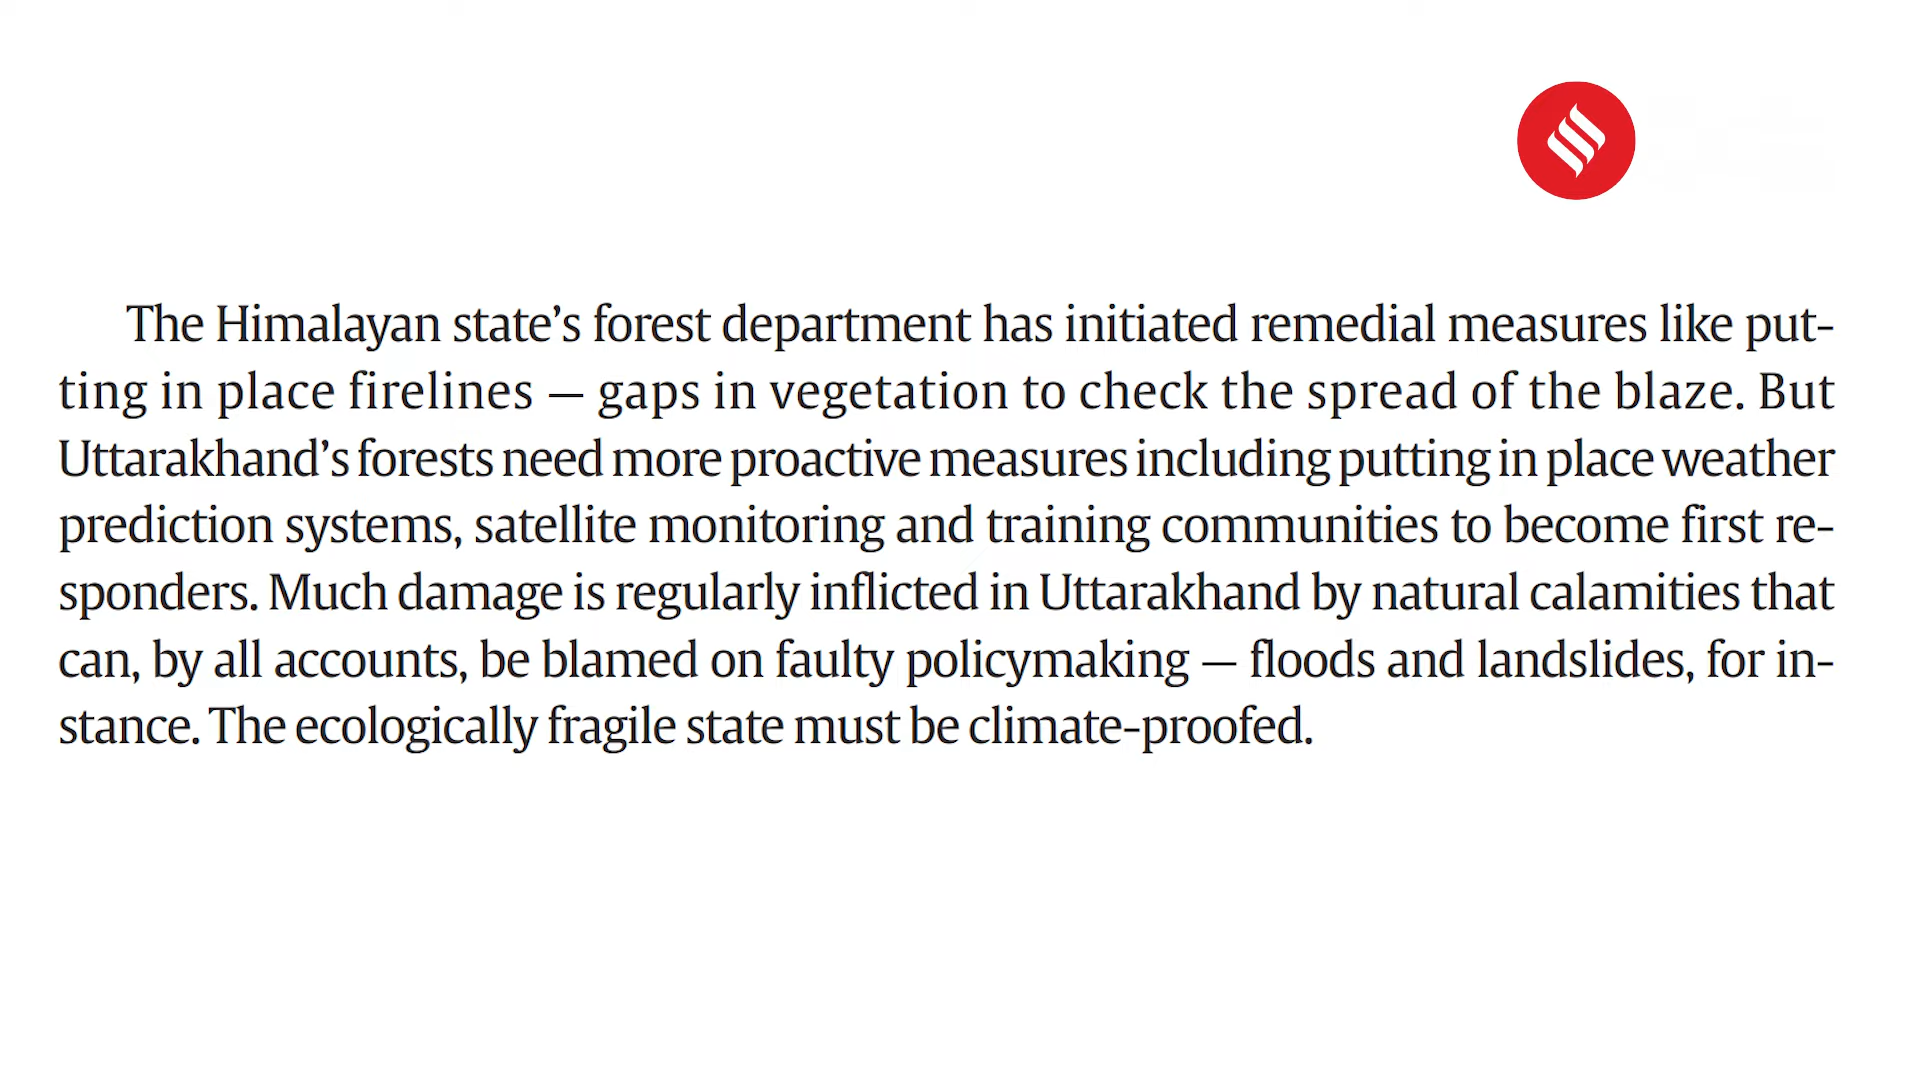 The Himalayan state’s forest department has initiated remedial measures like put-
ting in place firelines — gaps in vegetation to check the spread of the blaze. But
Uttarakhand’s forests need more proactive measures including putting in place weather
prediction systems, satellite monitoring and training communities to become first re-
sponders. Much damage is regularly inflicted in Uttarakhand by natural calamities that
can, by all accounts, be blamed on faulty policymaking — floods and landslides, for in-
stance. The ecologically fragile state must be climate-proofed.